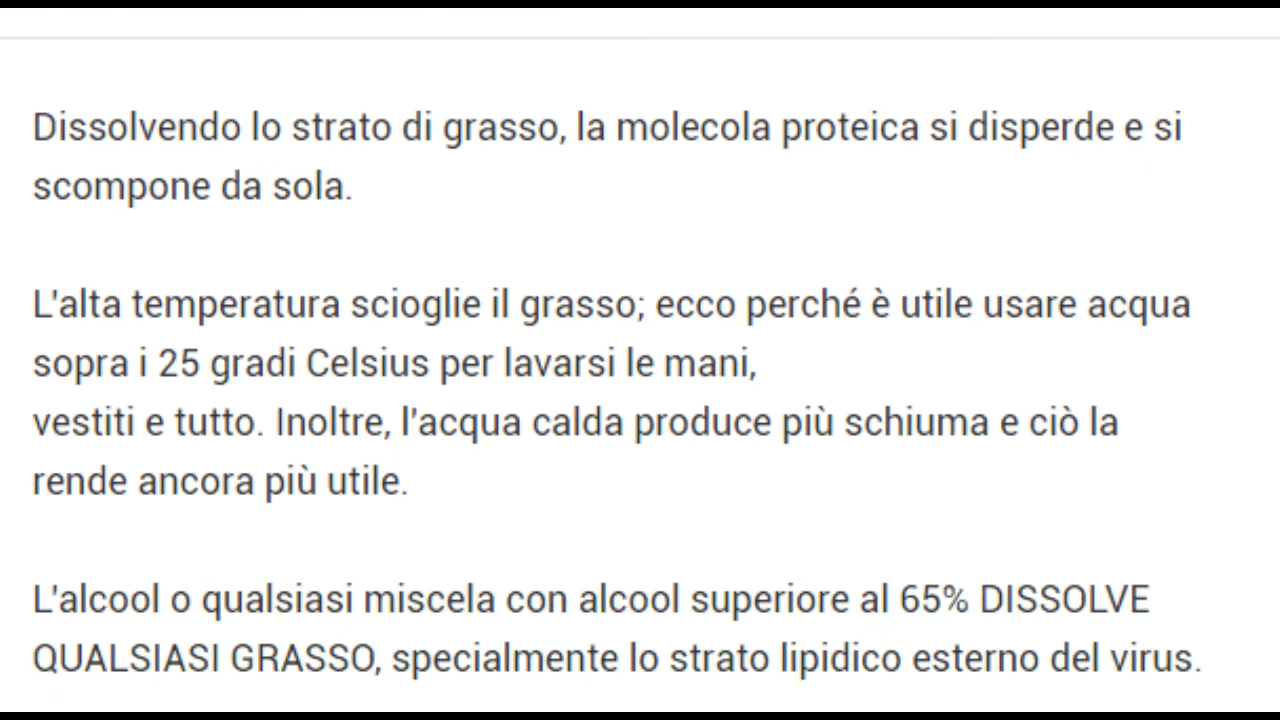 Dissolvendo lo strato di grasso, la molecola proteica si disperde e si
scompone da sola.
L'alta temperatura scioglie il grasso; ecco perché è utile usare acqua
sopra i 25 gradi Celsius per lavarsi le mani,
vestiti e tutto. Inoltre, l'acqua calda produce più schiuma e ciò la
rende ancora più utile.
L'alcool o qualsiasi miscela con alcool superiore al 65% DISSOLVE
QUALSIASI GRASSO, specialmente lo strato lipidico esterno del virus.